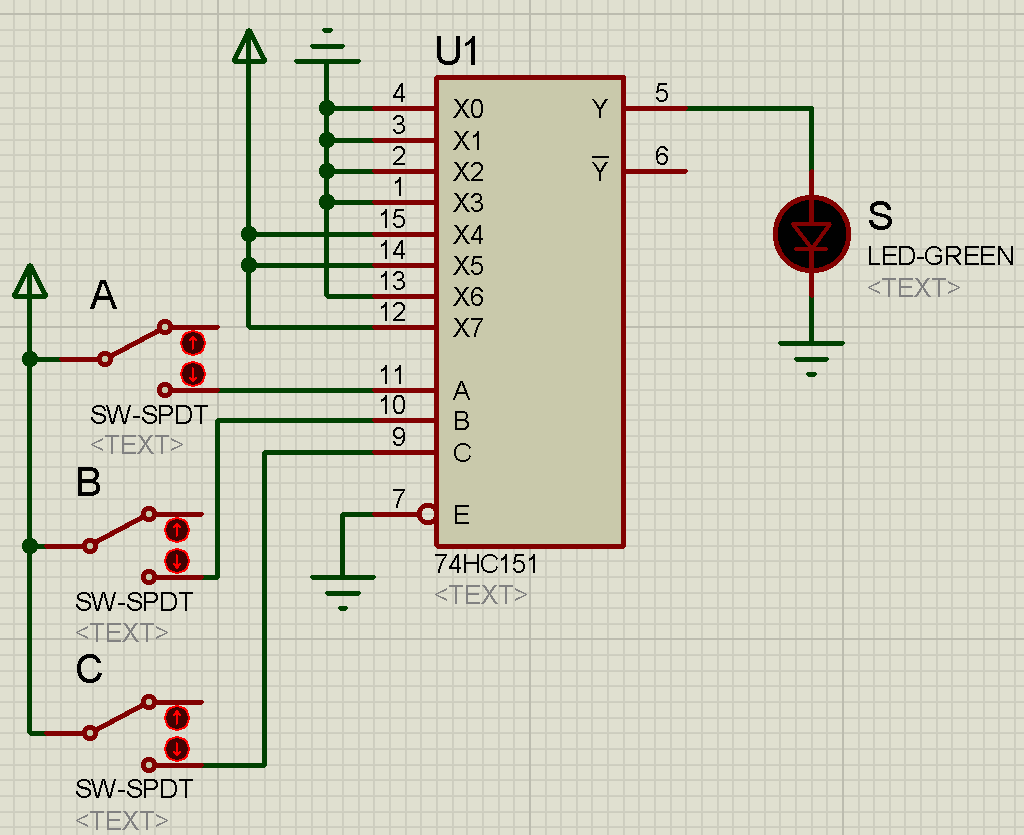 U1
4 X0 Y 5
3 X1
2 X2 Y 6
1 X3
15 X4
14 X5
13 X6
12 X7
11 A
10 B
9 C
7 E
74HC151
<TEXT>
S
LED-GREEN
<TEXT>
A
SW-SPDT
<TEXT>
B
SW-SPDT
<TEXT>
C
SW-SPDT
<TEXT>